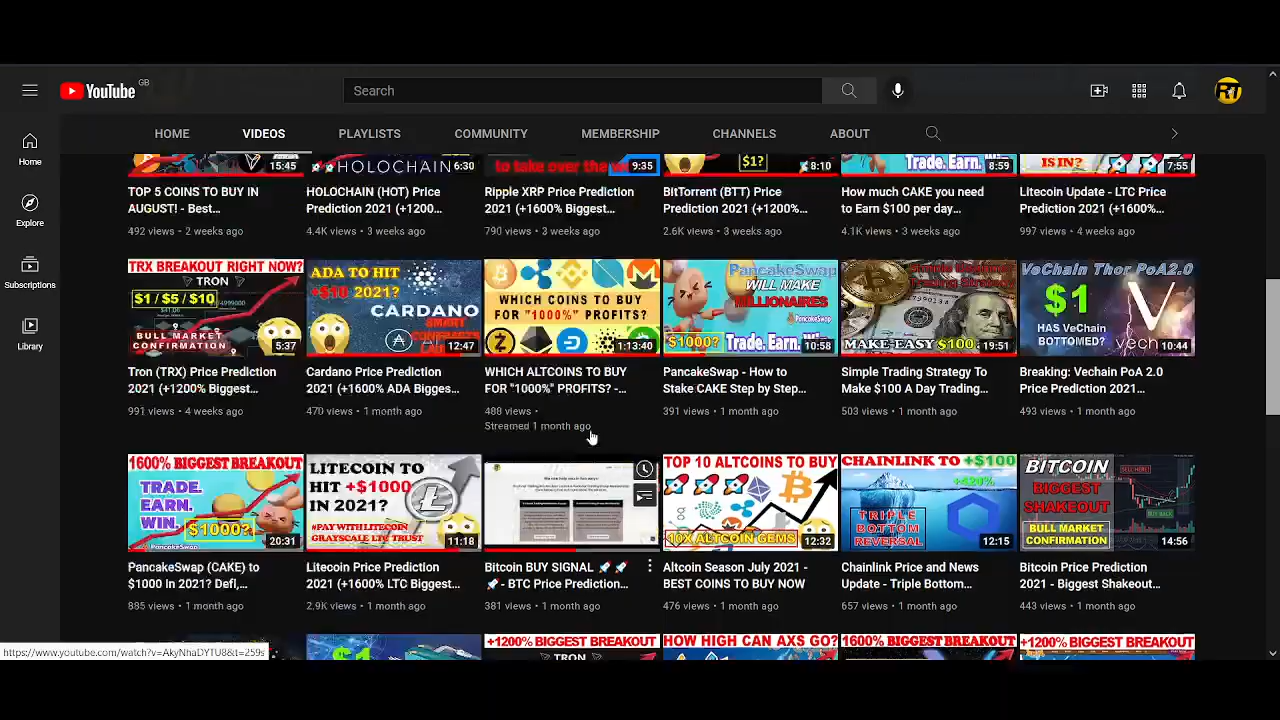 YouTube GB
Search
HOME VIDEOS PLAYLISTS COMMUNITY MEMBERSHIP CHANNELS ABOUT
Home
Explore
Subscriptions
Library
15:45
HOLOCHAIN 6:30
to take over the 9:35
$1? 8:10
Trade. Earn. 8:59
IS IN? 7:55
TOP 5 COINS TO BUY IN
AUGUST! - Best...
492 views • 2 weeks ago
HOLOCHAIN (HOT) Price
Prediction 2021 (+1200...
4.4K views • 3 weeks ago
Ripple XRP Price Prediction
2021 (+1600% Biggest...
790 views • 3 weeks ago
BitTorrent (BTT) Price
Prediction 2021 (+1200%...
2.6K views • 3 weeks ago
How much CAKE you need
to Earn $100 per day...
4.1K views • 3 weeks ago
Litecoin Update - LTC Price
Prediction 2021 (+1600%...
997 views • 4 weeks ago
TRX BREAKOUT RIGHT NOW?
TRON
$1 / $5 / $10
BULL MARKET
CONFIRMATION
5:37
ADA TO HIT
+$10 2021?
CARDANO
SMART
12:47
WHICH COINS TO BUY
FOR "1000%" PROFITS?
1:13:40
PancakeSwap
WILL MAKE
MILLIONAIRES
PancakeSwap
$1000? Trade. Earn.
10:58
Simple
Trading Strategy
MAKE EASY $100
19:51
VeChain Thor PoA2.0
$1
HAS VeChain
BOTTOMED?
vech
10:44
Tron (TRX) Price Prediction
2021 (+1200% Biggest...
991 views • 4 weeks ago
Cardano Price Prediction
2021 (+1600% ADA Bigges...
470 views • 1 month ago
WHICH ALTCOINS TO BUY
FOR "1000%" PROFITS? -...
488 views •
Streamed 1 month ago
PancakeSwap - How to
Stake CAKE Step by Step...
391 views • 1 month ago
Simple Trading Strategy To
Make $100 A Day Trading...
503 views • 1 month ago
Breaking: Vechain PoA 2.0
Price Prediction 2021...
493 views • 1 month ago
1600% BIGGEST BREAKOUT
TRADE.
EARN.
WIN.
$1000?
PancakeSwap
20:31
LITECOIN TO
HIT +$1000
IN 2021?
#PAYWITHLITECOIN
GRAYSCALE LTC TRUST
11:18
TOP 10 ALTCOINS TO BUY
10X ALTCOIN GEMS
12:32
CHAINLINK TO +$100
+420%
TRIPLE
BOTTOM
REVERSAL
12:15
BITCOIN
BIGGEST
SHAKEOUT
BULL MARKET
CONFIRMATION
SELL HERE!
BUY BACK
14:56
PancakeSwap (CAKE) to
$1000 In 2021? Defi,...
885 views • 1 month ago
Litecoin Price Prediction
2021 (+1600% LTC Biggest...
2.9K views • 1 month ago
Bitcoin BUY SIGNAL 🚀 🚀
🚀 - BTC Price Prediction...
381 views • 1 month ago
Altcoin Season July 2021 -
BEST COINS TO BUY NOW
476 views • 1 month ago
Chainlink Price and News
Update - Triple Bottom...
657 views • 1 month ago
Bitcoin Price Prediction
2021 - Biggest Shakeout...
443 views • 1 month ago
$1
+1200% BIGGEST BREAKOUT
TRON
HOW HIGH CAN AXS GO?
1600% BIGGEST BREAKOUT
+1200% BIGGEST BREAKOUT
https://www.youtube.com/watch?v=AkyNhaDYTU8&t=259s